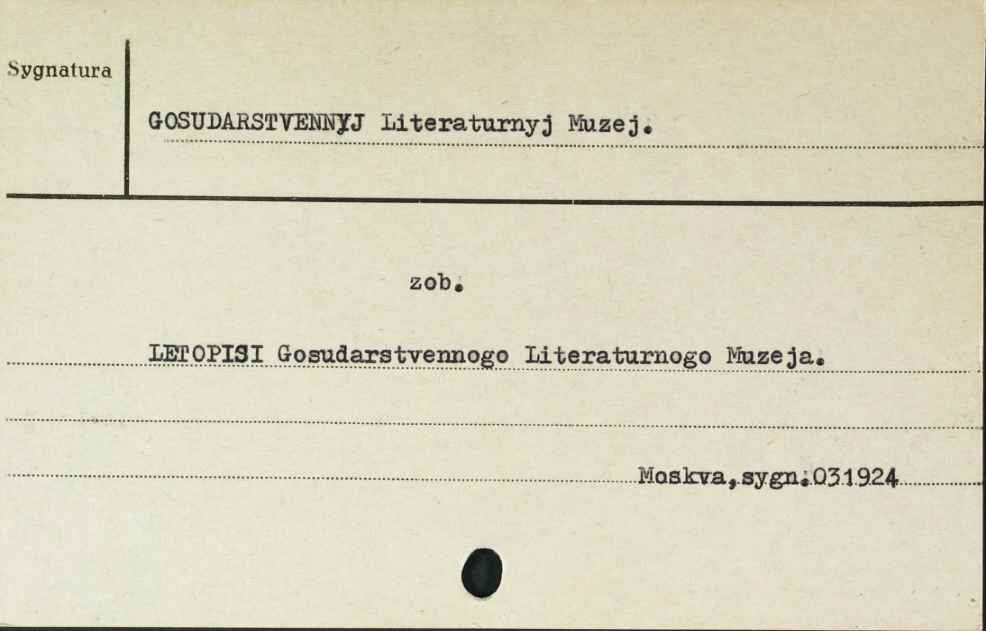 Sygnatura
GOSUDARSTVENNYJ Literaturnyj Muzej.
zob.
LETOPISI Gosudarstvennogo Literaturnogo Muzeja.
Moskva,sygn.031924